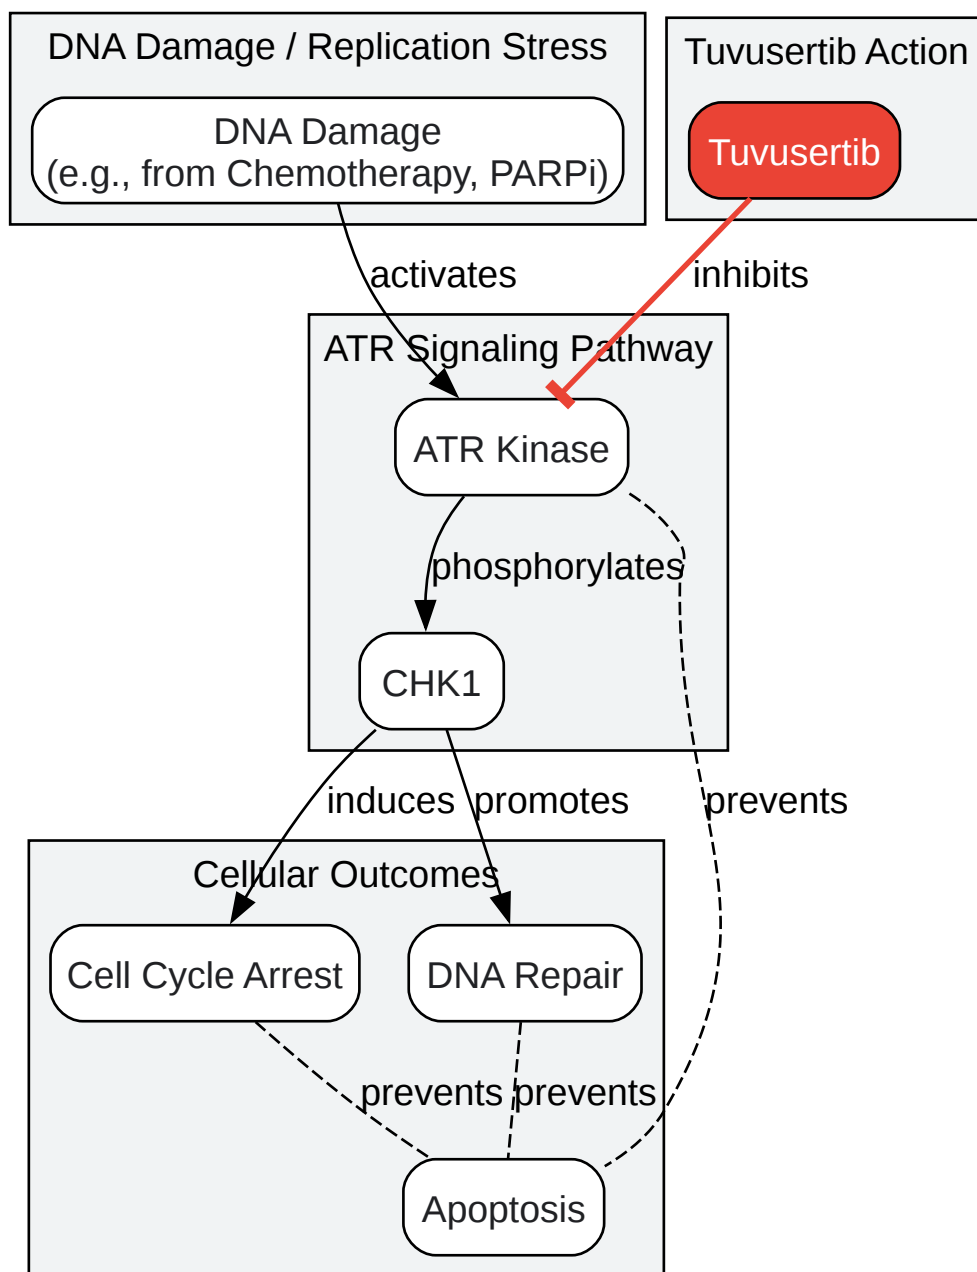 DNA Damage / Replication Stress
Tuvusertib Action
DNA Damage
(e.g., from Chemotherapy, PARPi)
Tuvusertib
activates
inhibits
ATR Signaling Pathway
ATR Kinase
phosphorylates
CHK1
induces
promotes
prevents
Cellular Outcomes
Cell Cycle Arrest
DNA Repair
prevents
prevents
Apoptosis